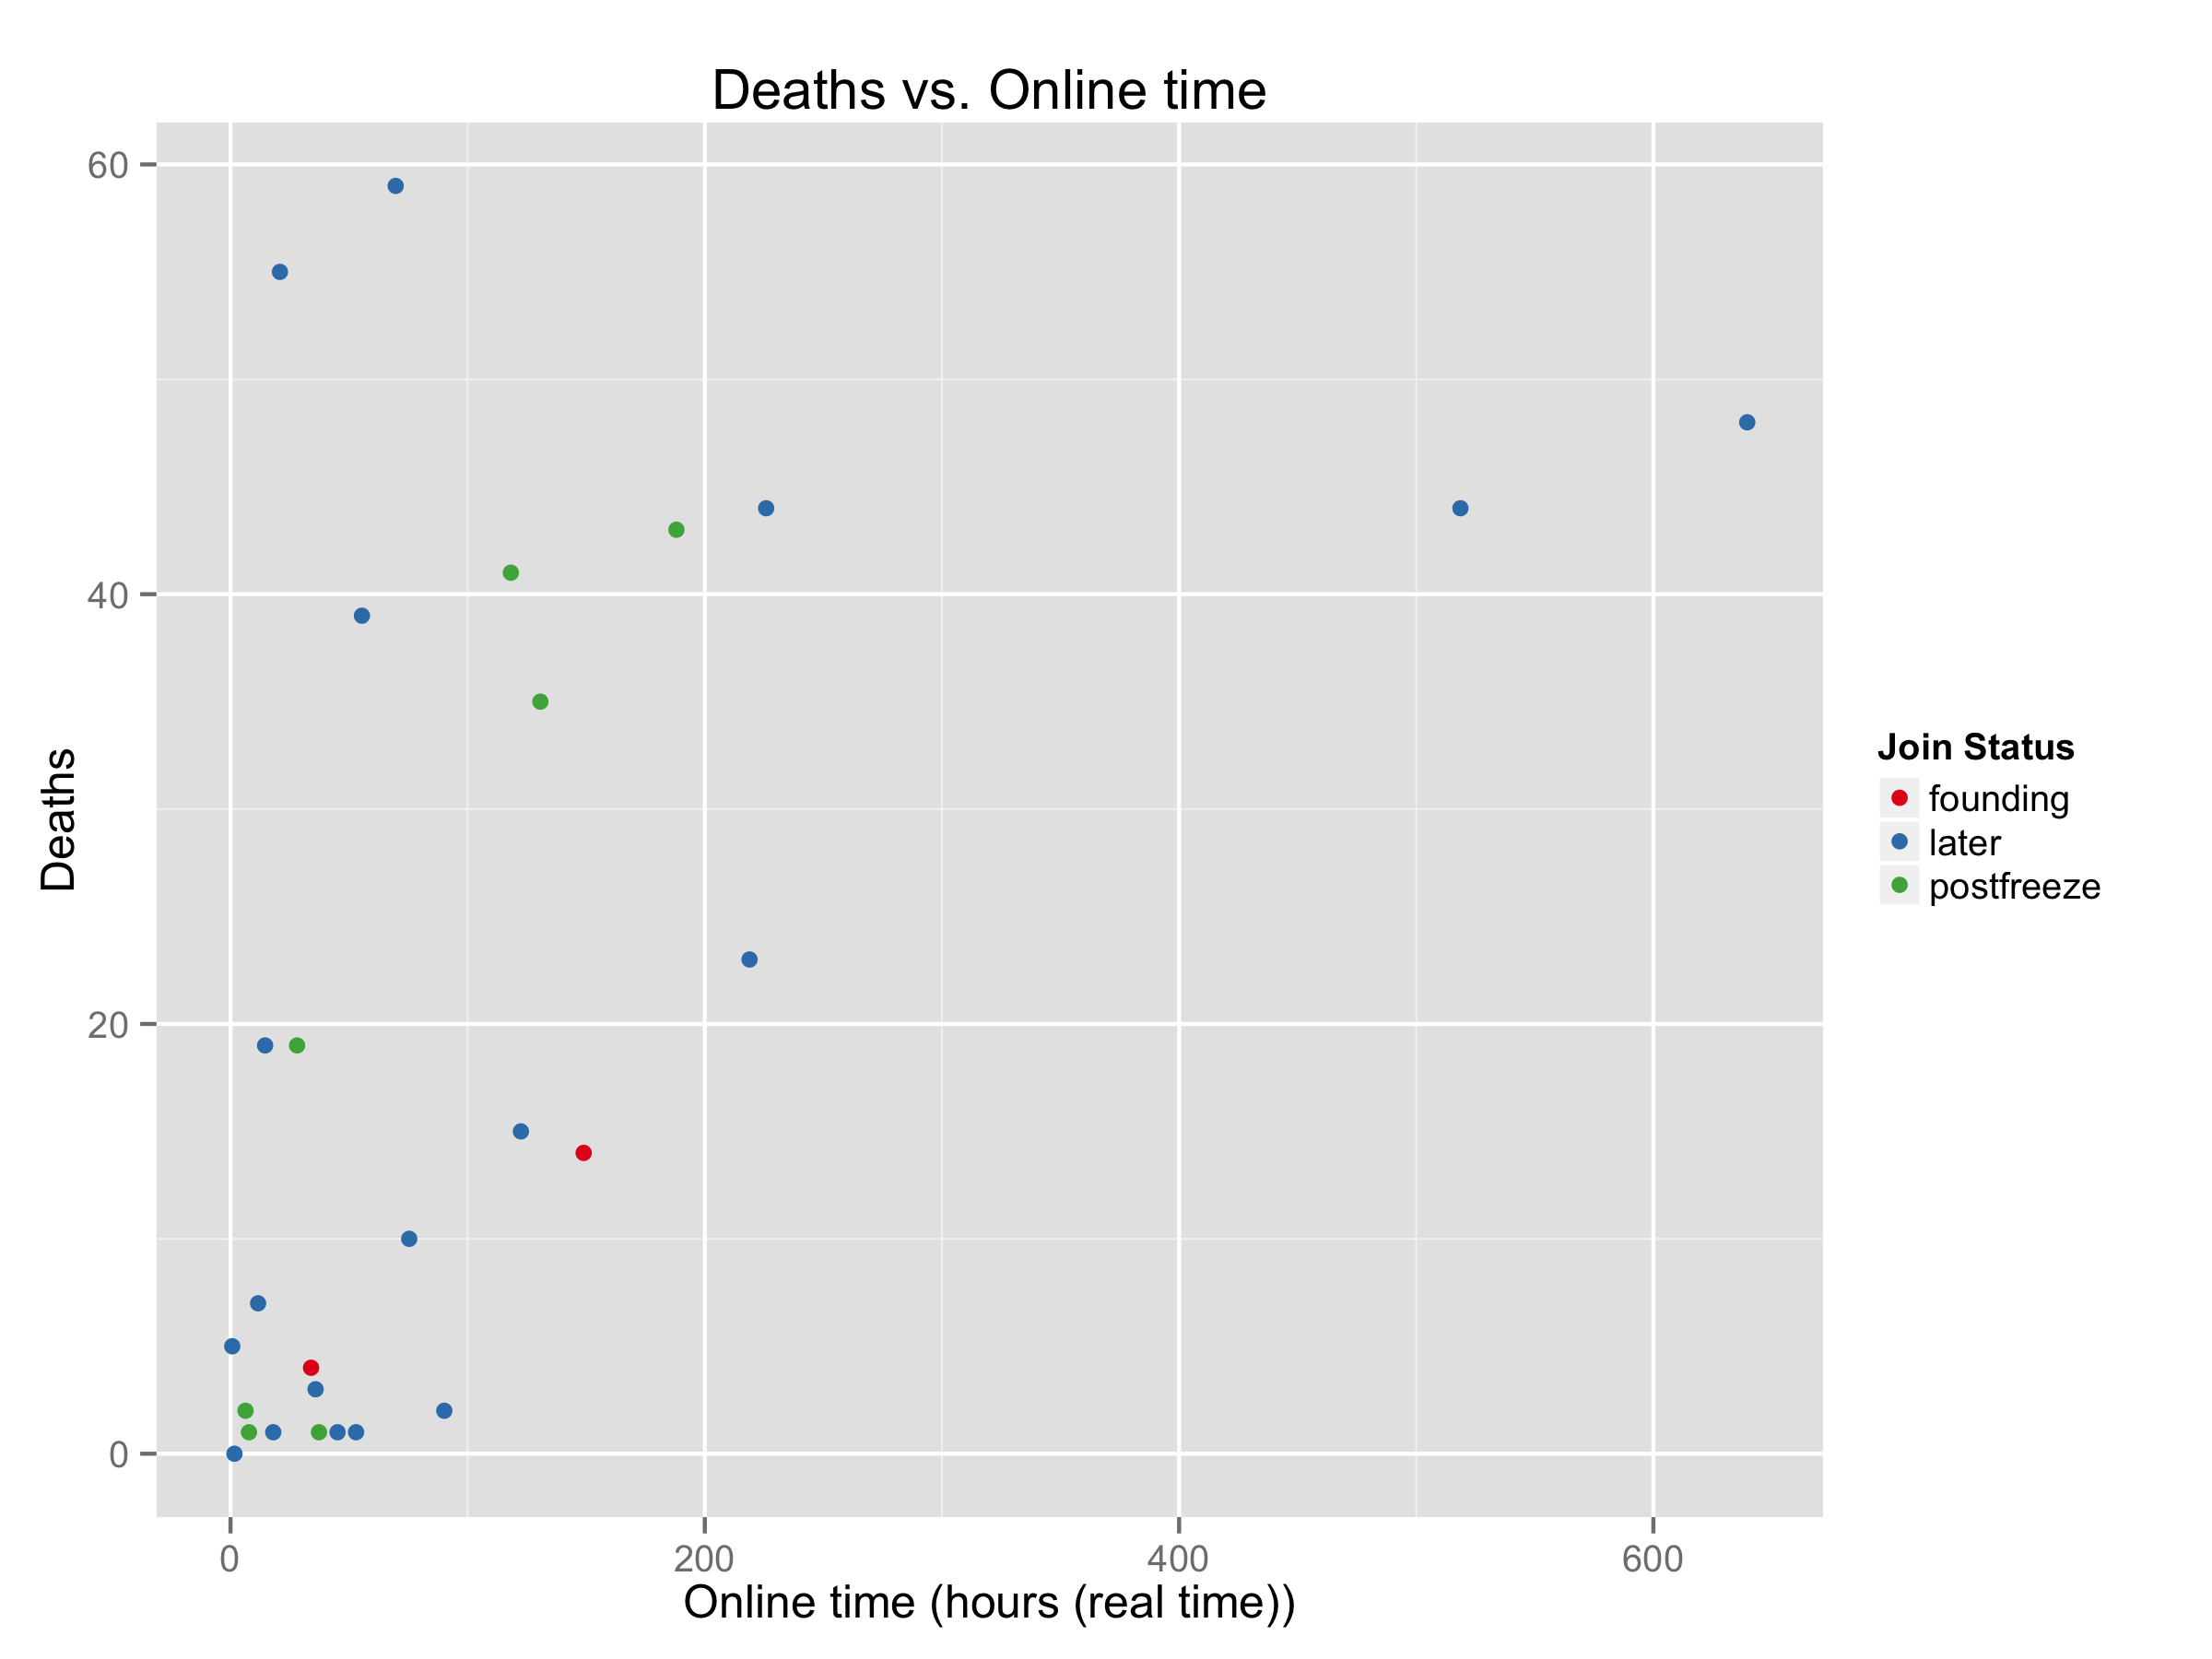 Deaths vs. Online time
60
40
20
0
Deaths
0 200 400 600
Online time (hours (real time))
Join Status
founding
later
postfreeze